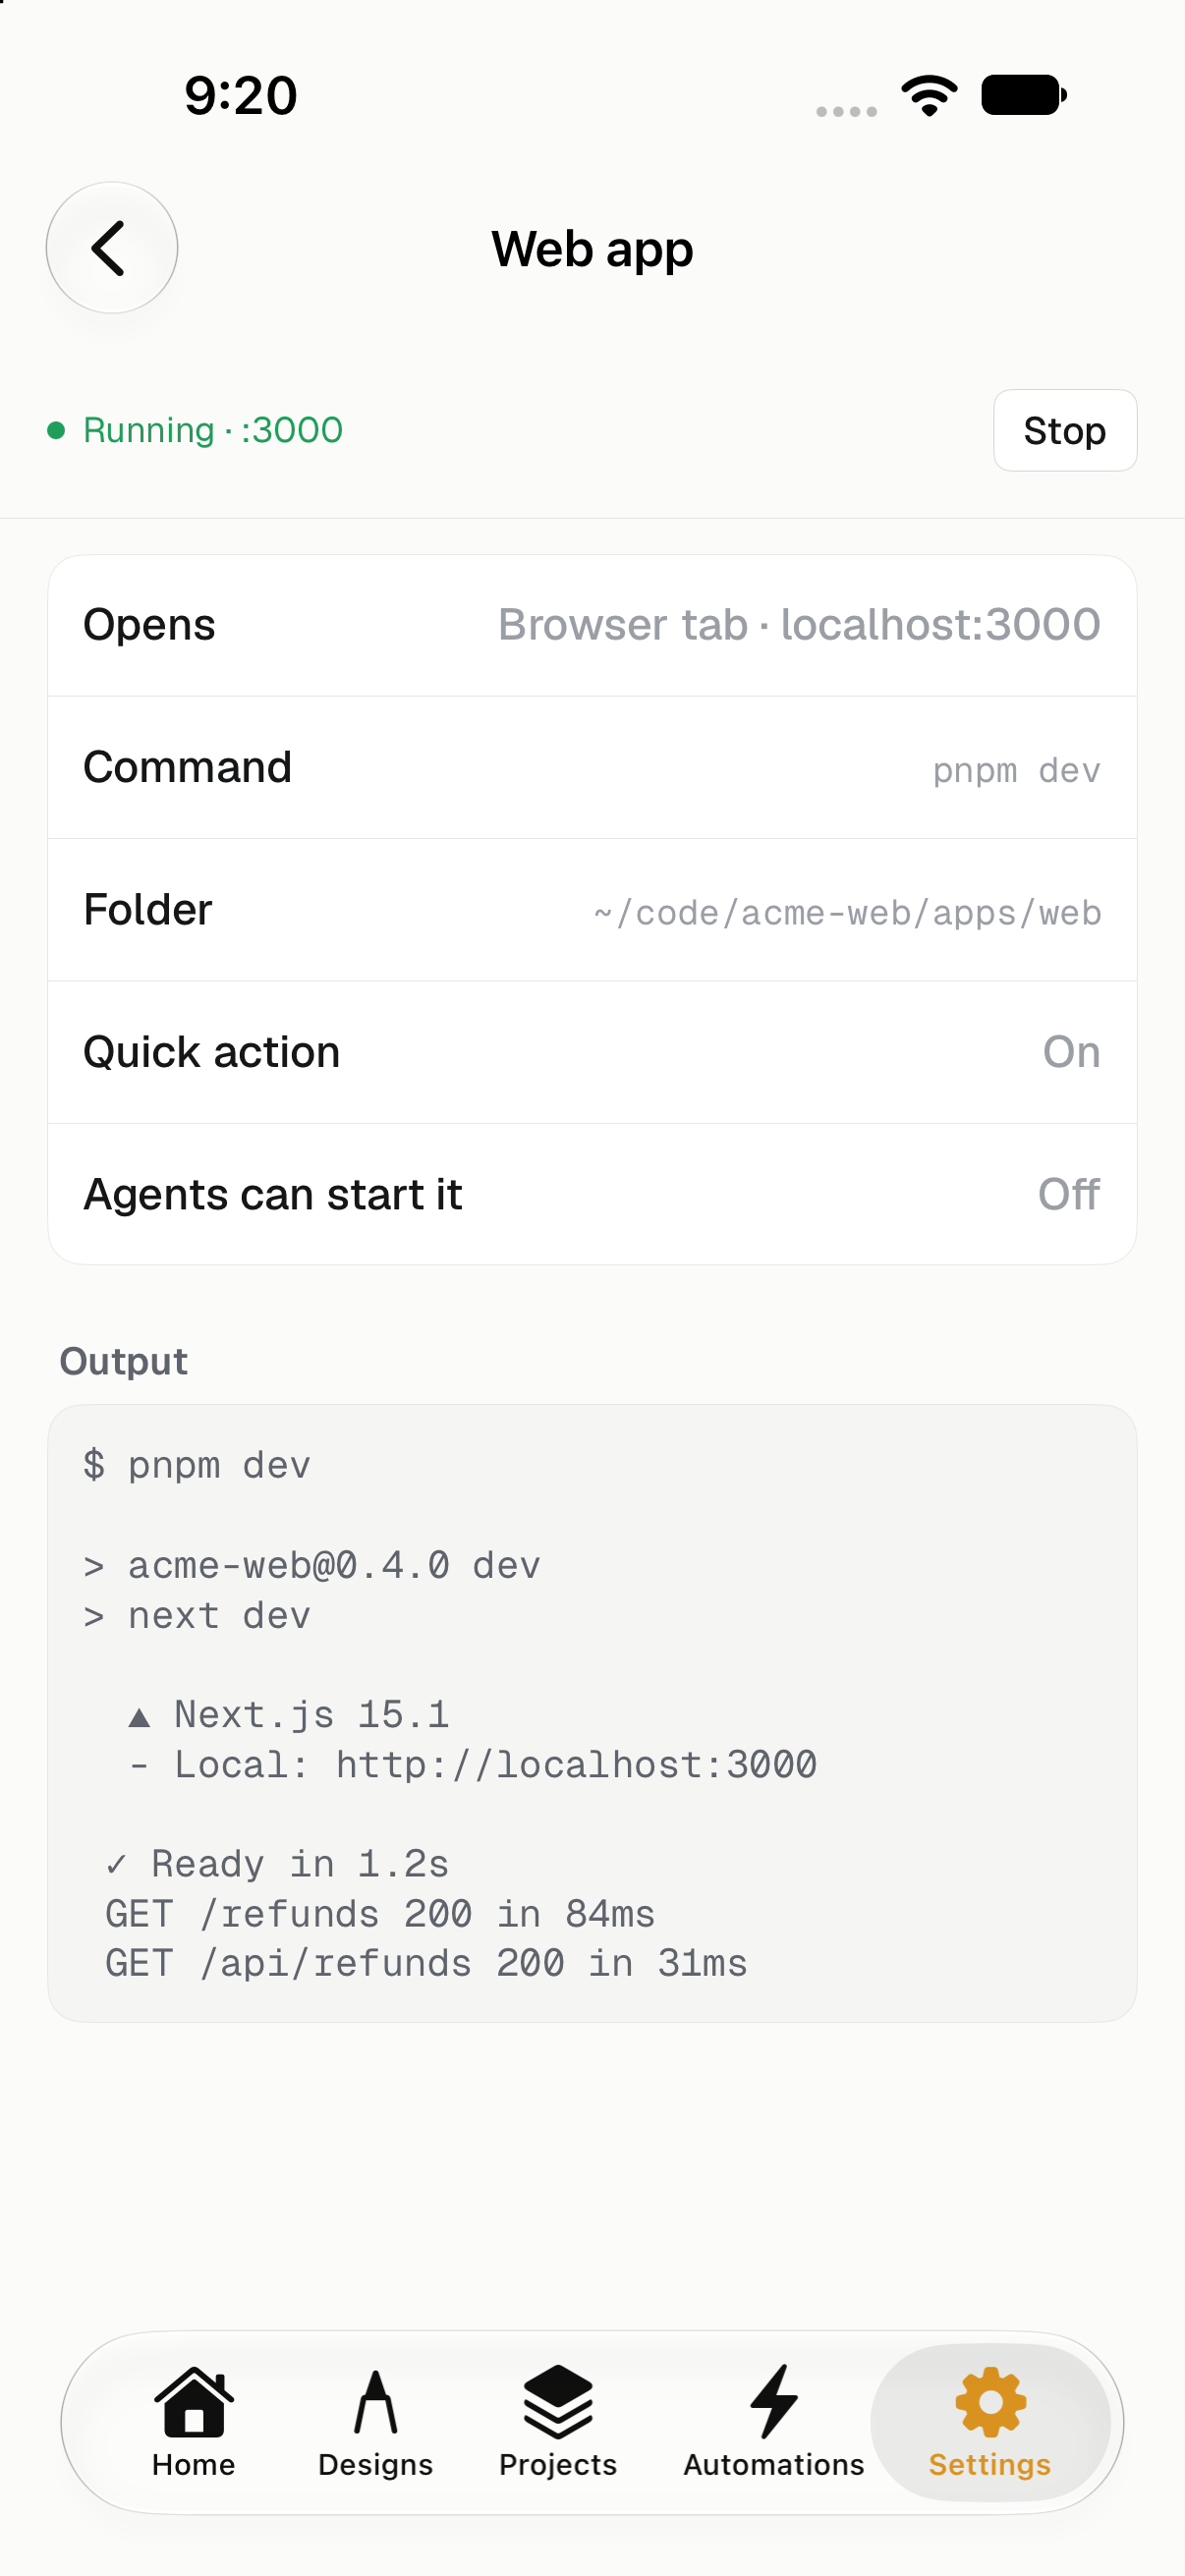 9:20
Web app
Running · :3000
Stop
Opens Browser tab · localhost:3000
Command pnpm dev
Folder ~/code/acme-web/apps/web
Quick action On
Agents can start it Off
Output
$ pnpm dev
> acme-web@0.4.0 dev
> next dev
▲ Next.js 15.1
- Local: http://localhost:3000
✓ Ready in 1.2s
GET /refunds 200 in 84ms
GET /api/refunds 200 in 31ms
Home Designs Projects Automations Settings